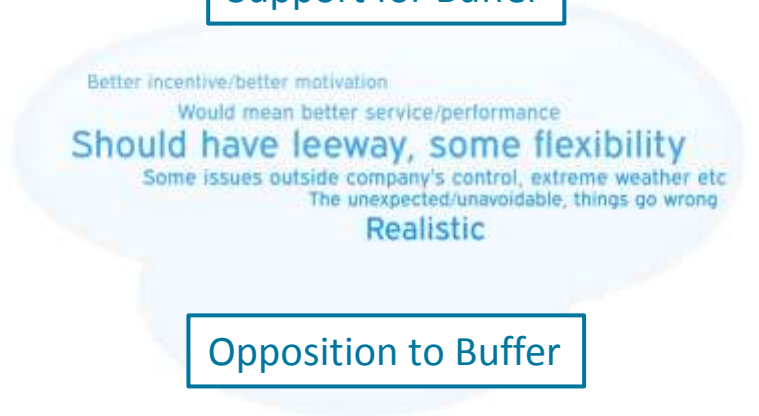 Support for Buffer
Better incentive/better motivation
Would mean better service/performance
Should have leeway, some flexibility
Some issues outside company's control, extreme weather etc
The unexpected/unavoidable, things go wrong
Realistic
Opposition to Buffer